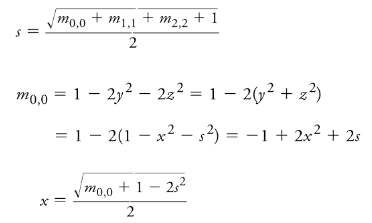 s = √(m₀,₀ + m₁,₁ + m₂,₂ + 1) / 2
m₀,₀ = 1 − 2y² − 2z² = 1 − 2(y² + z²)
= 1 − 2(1 − x² − s²) = −1 + 2x² + 2s
x = √(m₀,₀ + 1 − 2s²) / 2